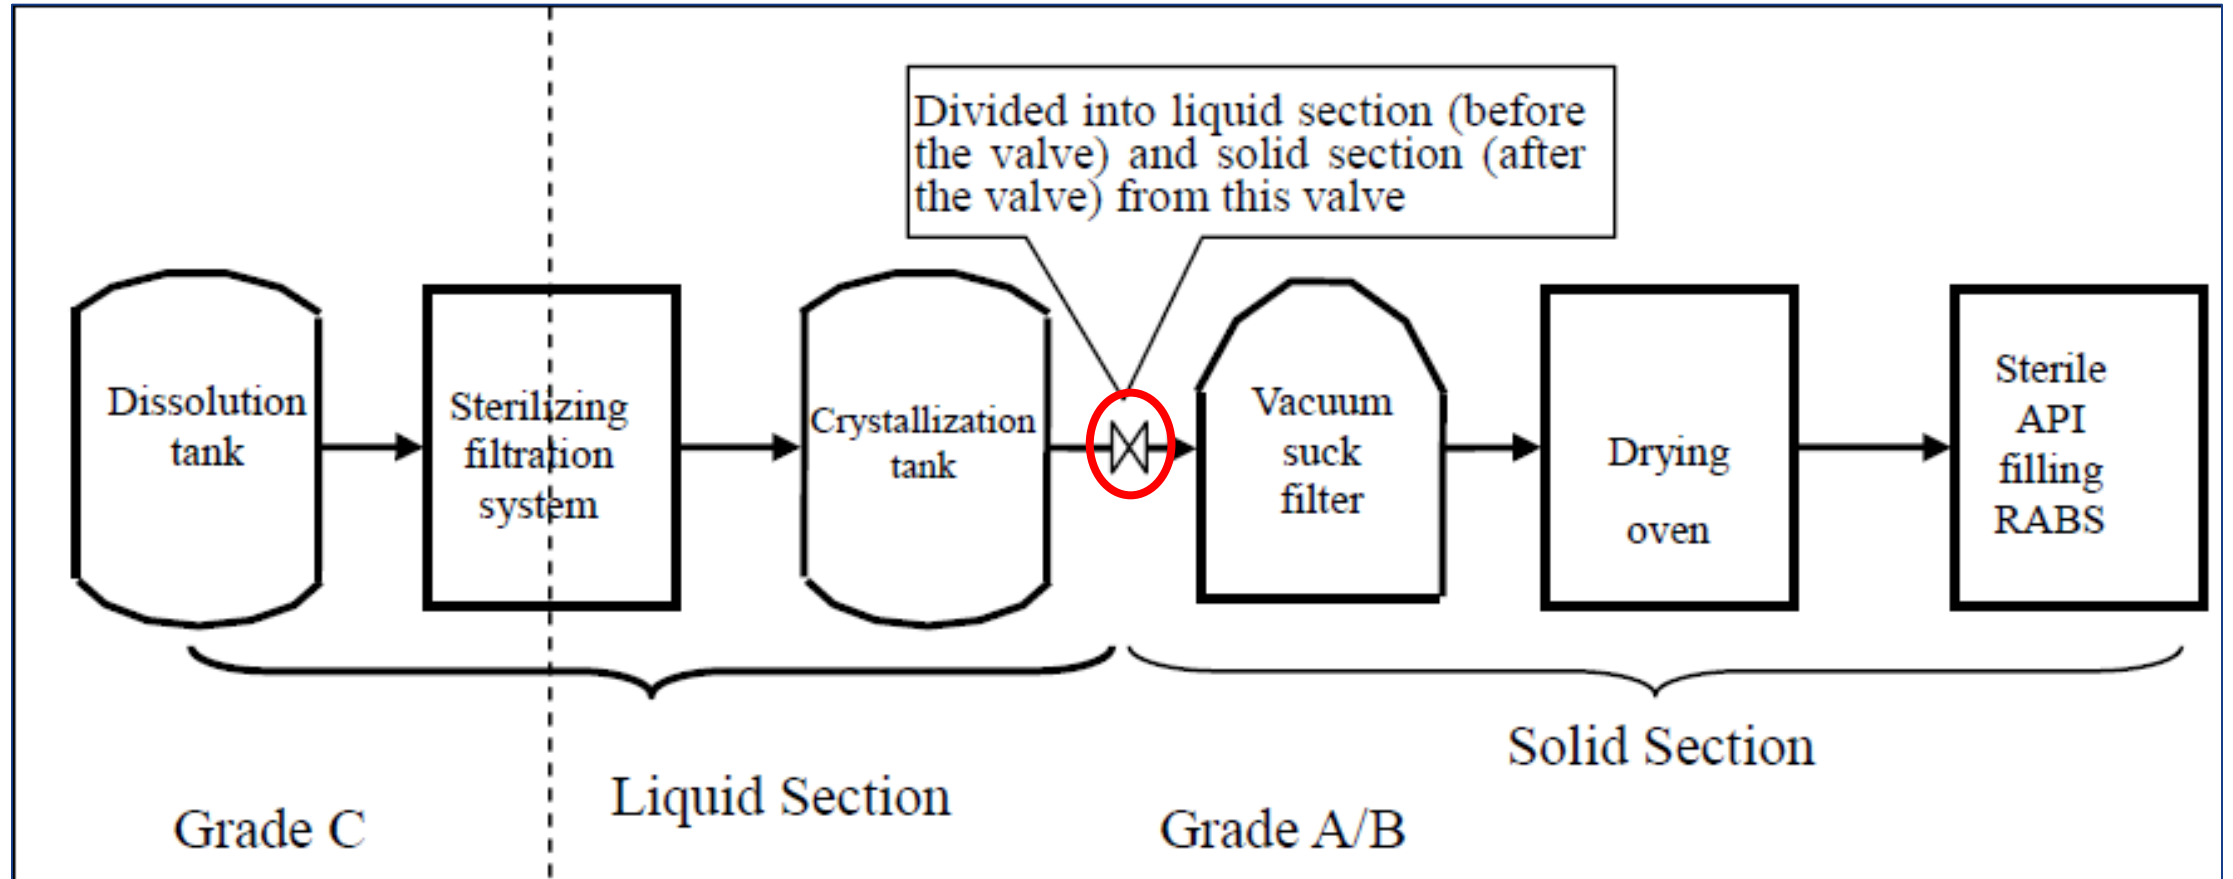 Divided into liquid section (before
the valve) and solid section (after
the valve) from this valve
Dissolution
tank
Sterilizing
filtration
system
Crystallization
tank
Vacuum
suck
filter
Drying
oven
Sterile
API
filling
RABS
Liquid Section
Solid Section
Grade C
Grade A/B